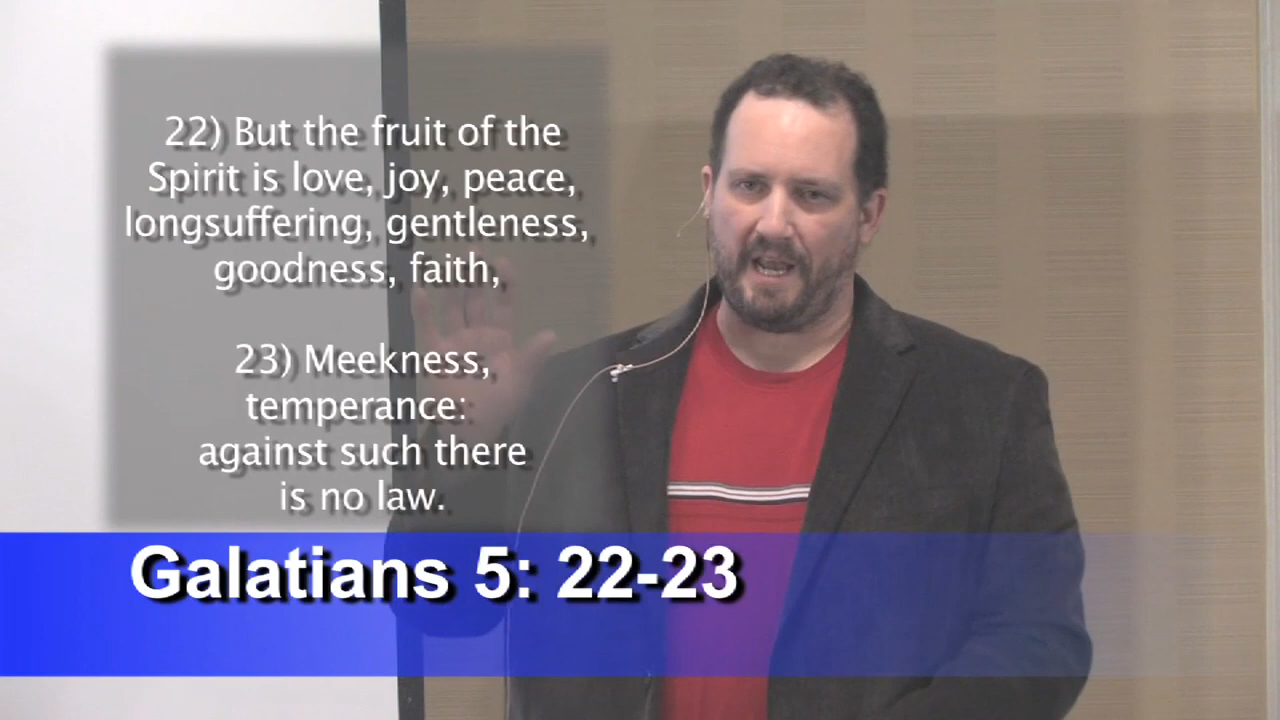 22) But the fruit of the
Spirit is love, joy, peace,
longsuffering, gentleness,
goodness, faith,
23) Meekness,
temperance:
against such there
is no law.
Galatians 5: 22-23